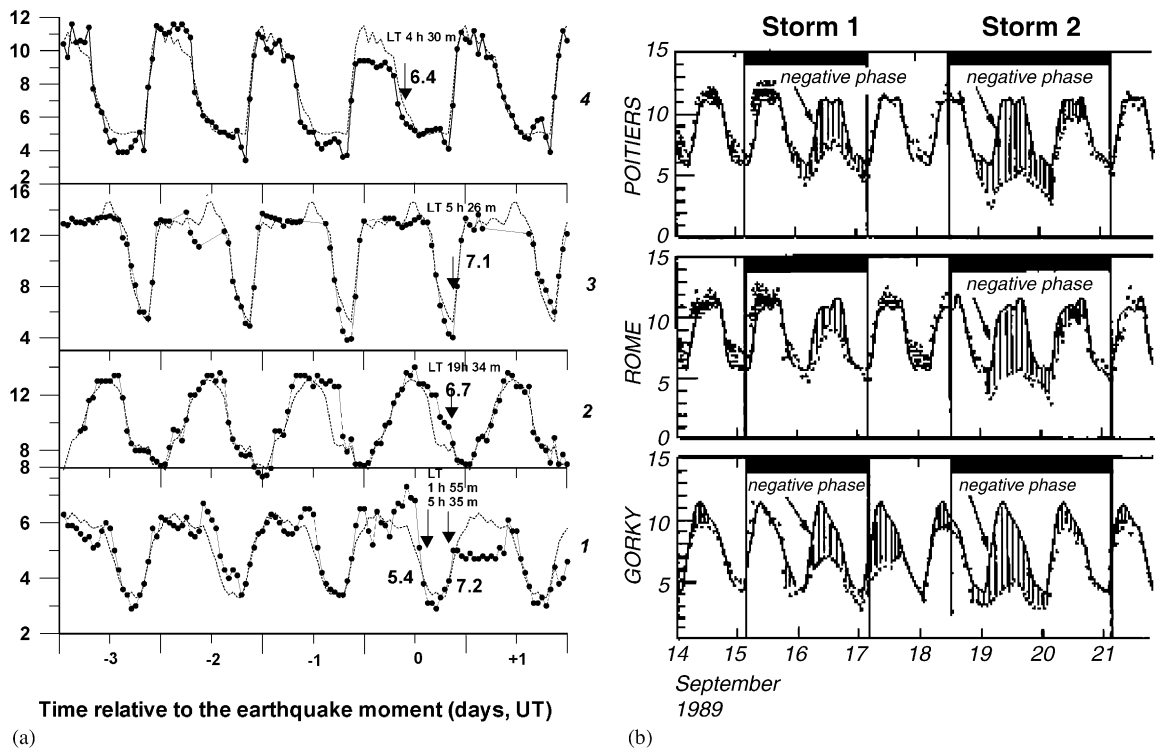 12
10
8
6
4
2
LT 4 h 30 m
6.4
4
16
12
8
4
LT 5 h 26 m
7.1
3
12
8
LT 19h 34 m
6.7
2
8
6
4
2
LT
1 h 55 m
5 h 35 m
5.4
7.2
1
-3 -2 -1 0 +1
Time relative to the earthquake moment (days, UT)
(a)
Storm 1 Storm 2
15
10
5
0
POITIERS
negative phase
negative phase
15
10
5
0
ROME
negative phase
negative phase
15
10
5
GORKY
negative phase
negative phase
14 15 16 17 18 19 20 21
September
1989
(b)